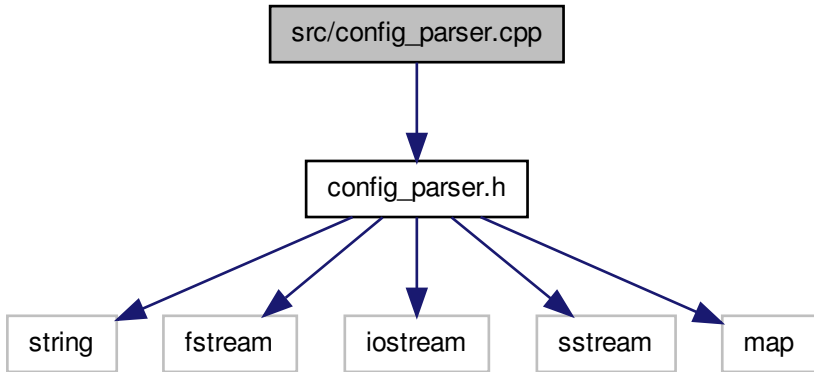 src/config_parser.cpp
config_parser.h
string
fstream
iostream
sstream
map